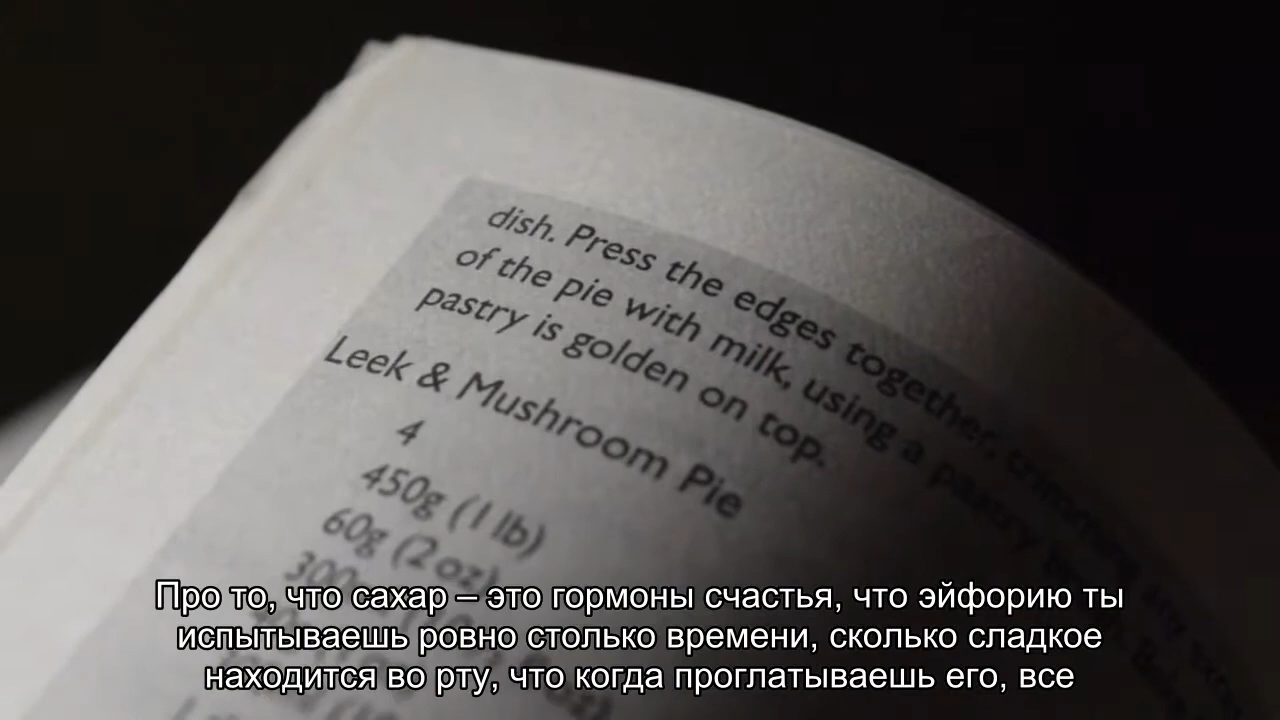 dish. Press the edges together, trimming any
of the pie with milk, using a pastry
pastry is golden on top.
Leek & Mushroom Pie
4
450g (1 lb)
60g (2 oz)
Про то, что сахар – это гормоны счастья, что эйфорию ты
испытываешь ровно столько времени, сколько сладкое
находится во рту, что когда проглатываешь его, все